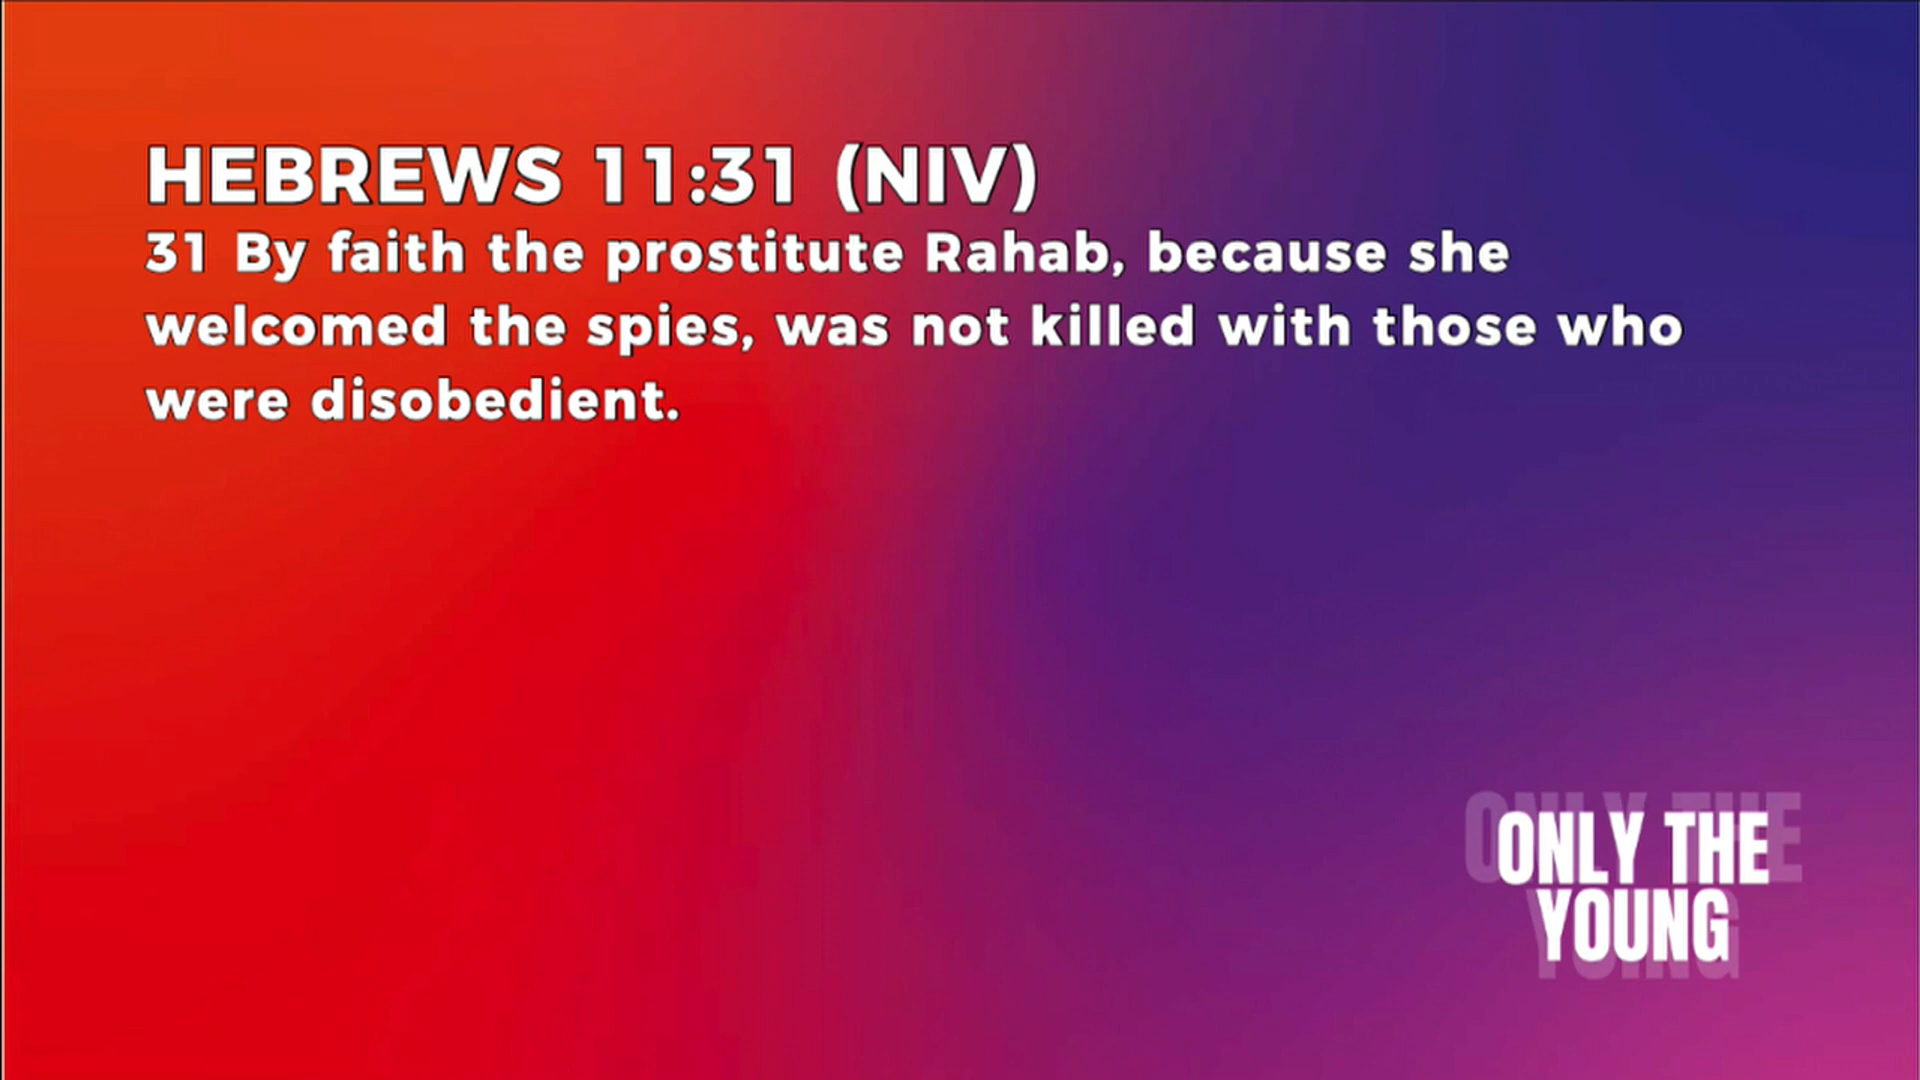 HEBREWS 11:31 (NIV)
31 By faith the prostitute Rahab, because she
welcomed the spies, was not killed with those who
were disobedient.
ONLY THE
YOUNG